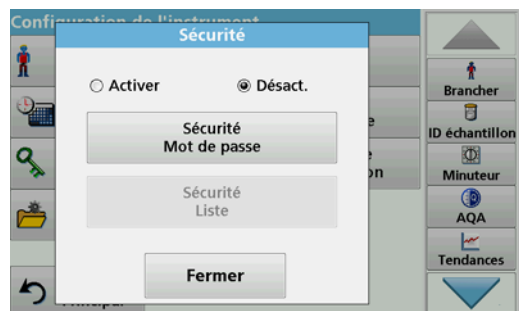 Configuration de l'instrument
Sécurité
Activer
Désact.
Sécurité
Mot de passe
Sécurité
Liste
Fermer
Brancher
ID échantillon
Minuteur
AQA
Tendances